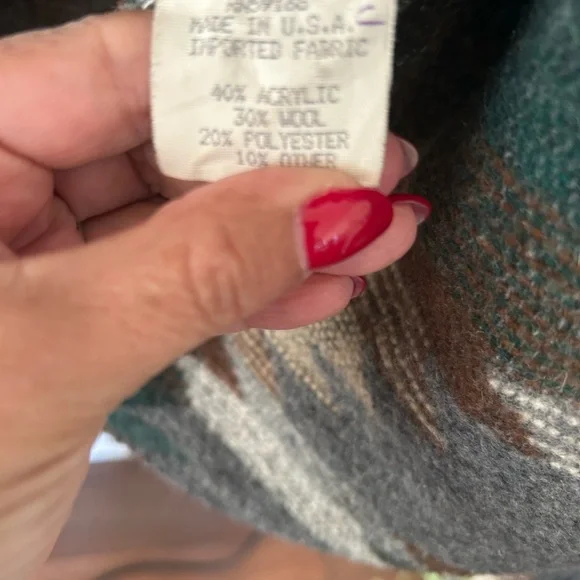 MADE IN U.S.A.
IMPORTED FABRIC
40% ACRYLIC
30% WOOL
20% POLYESTER
10% OTHER